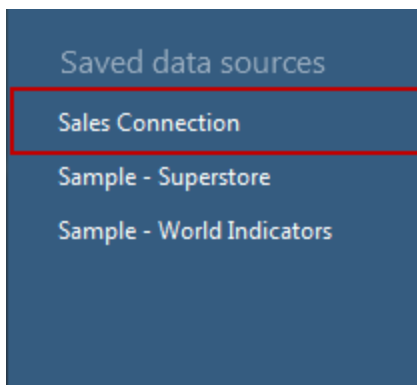 Saved data sources
Sales Connection
Sample - Superstore
Sample - World Indicators